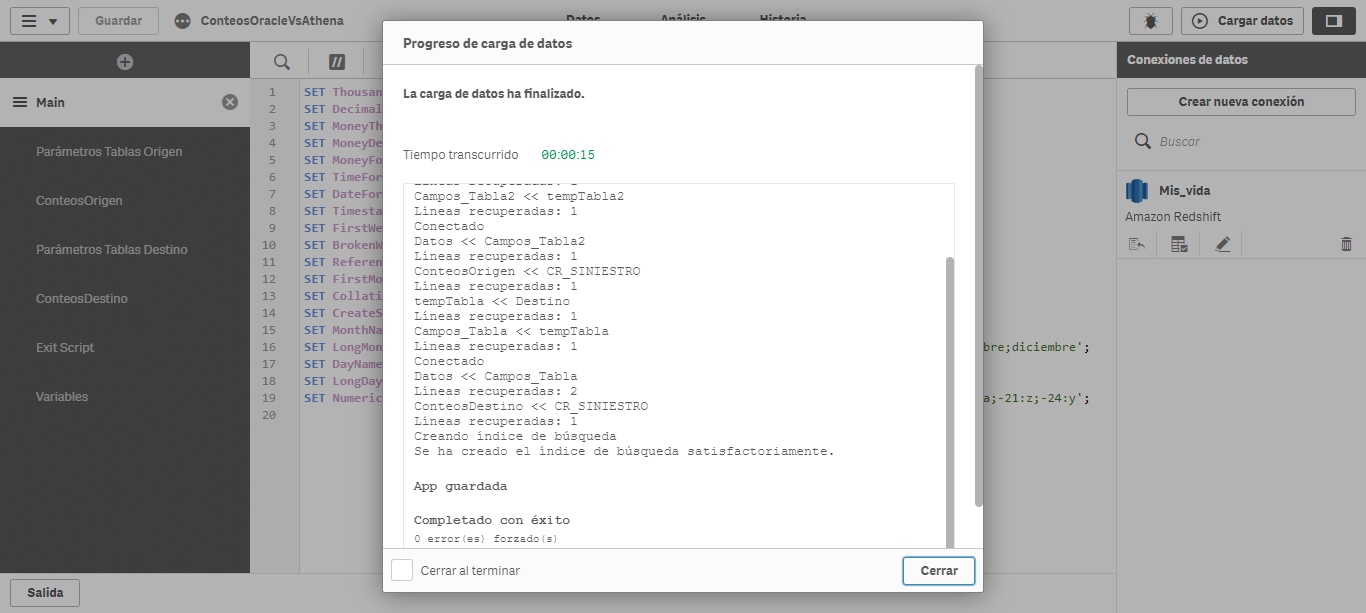 Guardar
ConteosOracleVsAthena
Datos
Análisis
Historia
Cargar datos
Main
Parámetros Tablas Origen
ConteosOrigen
Parámetros Tablas Destino
ConteosDestino
Exit Script
Variables
Salida
1 SET Thousan
2 SET Decimal
3 SET MoneyTh
4 SET MoneyDe
5 SET MoneyFo
6 SET TimeFor
7 SET DateFor
8 SET Timesta
9 SET FirstWe
10 SET BrokenW
11 SET Referen
12 SET FirstMo
13 SET Collati
14 SET CreateS
15 SET MonthNa
16 SET LongMon
bre;diciembre';
17 SET DayName
18 SET LongDay
19 SET Numeric
a;-21:z;-24:y';
20
Progreso de carga de datos
La carga de datos ha finalizado.
Tiempo transcurrido 00:00:15
Líneas recuperadas: 1
Campos_Tabla2 << tempTabla2
Líneas recuperadas: 1
Conectado
Datos << Campos_Tabla2
Líneas recuperadas: 1
ConteosOrigen << CR_SINIESTRO
Líneas recuperadas: 1
tempTabla << Destino
Líneas recuperadas: 1
Campos_Tabla << tempTabla
Líneas recuperadas: 1
Conectado
Datos << Campos_Tabla
Líneas recuperadas: 2
ConteosDestino << CR_SINIESTRO
Líneas recuperadas: 1
Creando índice de búsqueda
Se ha creado el índice de búsqueda satisfactoriamente.
App guardada
Completado con éxito
0 error(es) forzado(s)
Cerrar al terminar
Cerrar
Conexiones de datos
Crear nueva conexión
Buscar
Mis_vida
Amazon Redshift